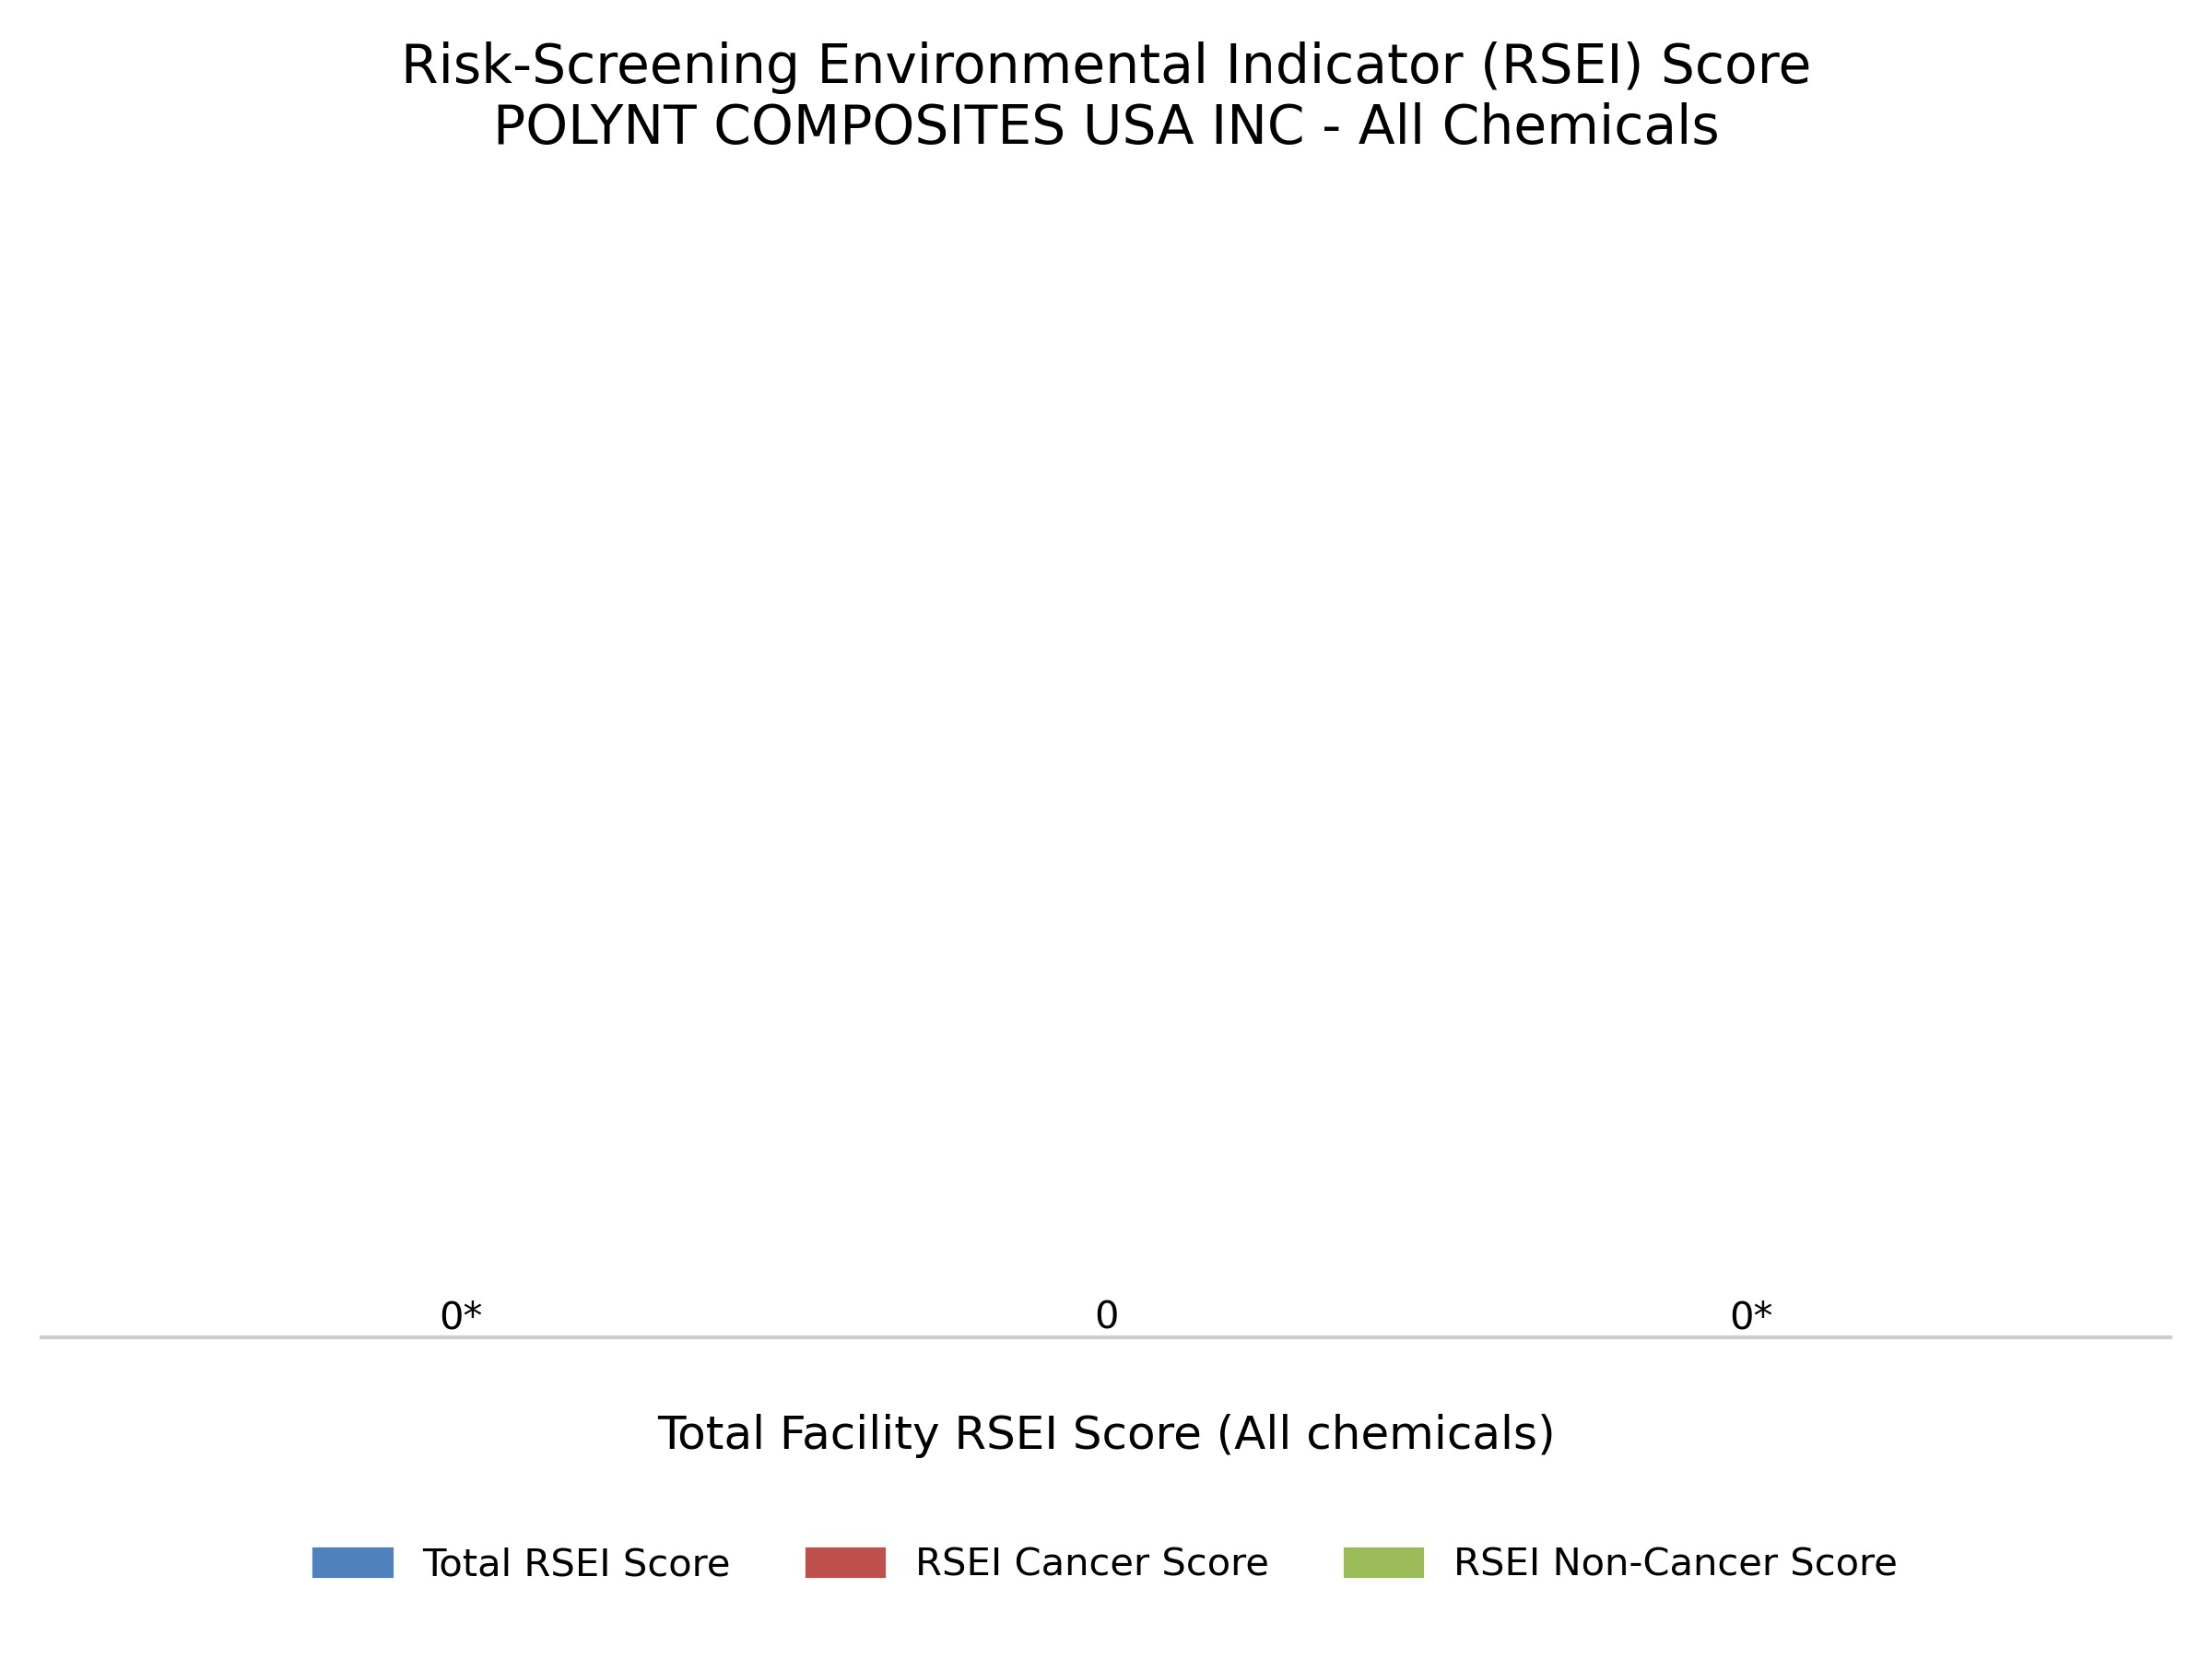 Risk-Screening Environmental Indicator (RSEI) Score
POLYNT COMPOSITES USA INC - All Chemicals
0* 0 0*
Total Facility RSEI Score (All chemicals)
Total RSEI Score RSEI Cancer Score RSEI Non-Cancer Score